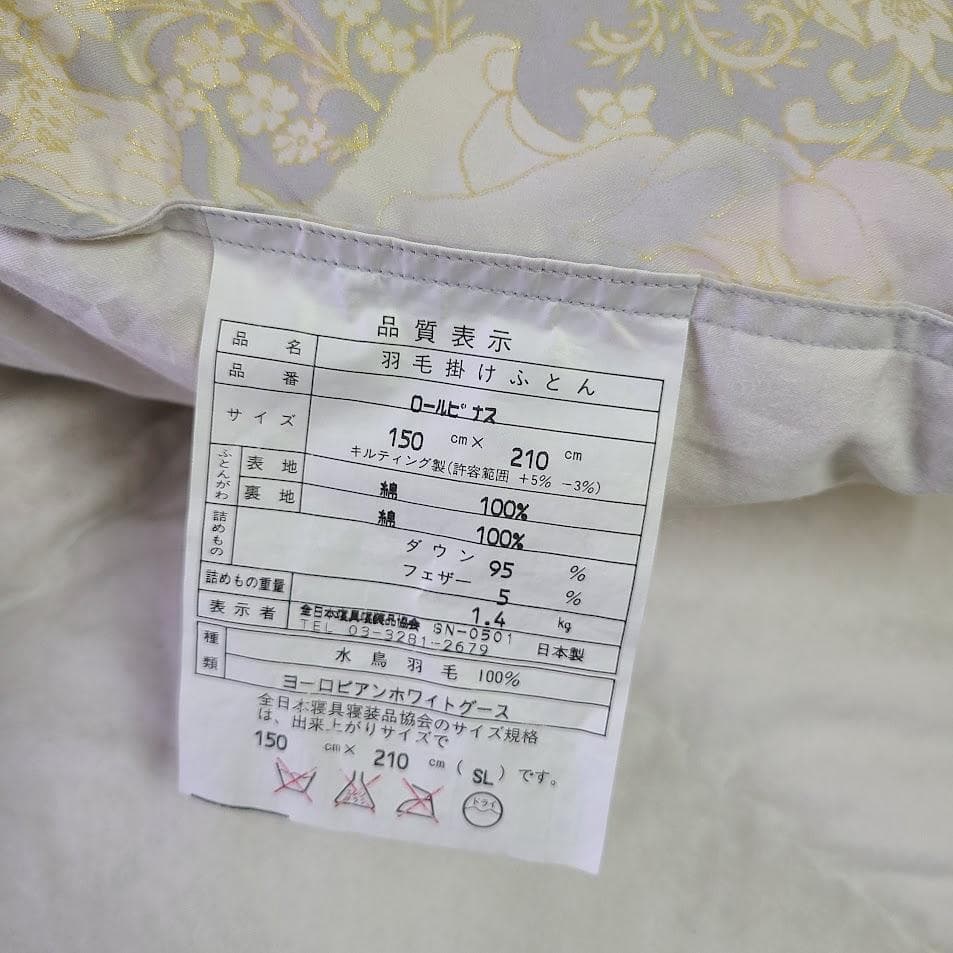 品質表示
品名 羽毛掛けふとん
品番 ロールビナス
サイズ 150 cm× 210 cm
キルティング製(許容範囲 +5% -3%)
ふとんがわ 表地 綿 100%
裏地 綿 100%
詰めもの ダウン 95 %
フェザー 5 %
詰めもの重量 1.4 kg
表示者 全日本寝具寝装品協会 SN-0501
TEL 03-3281-2679 日本製
種類 水鳥羽毛 100%
ヨーロピアンホワイトグース
全日本寝具寝装品協会のサイズ規格
は、出来上がりサイズで
150 cm× 210 cm ( SL ) です。
ドライ